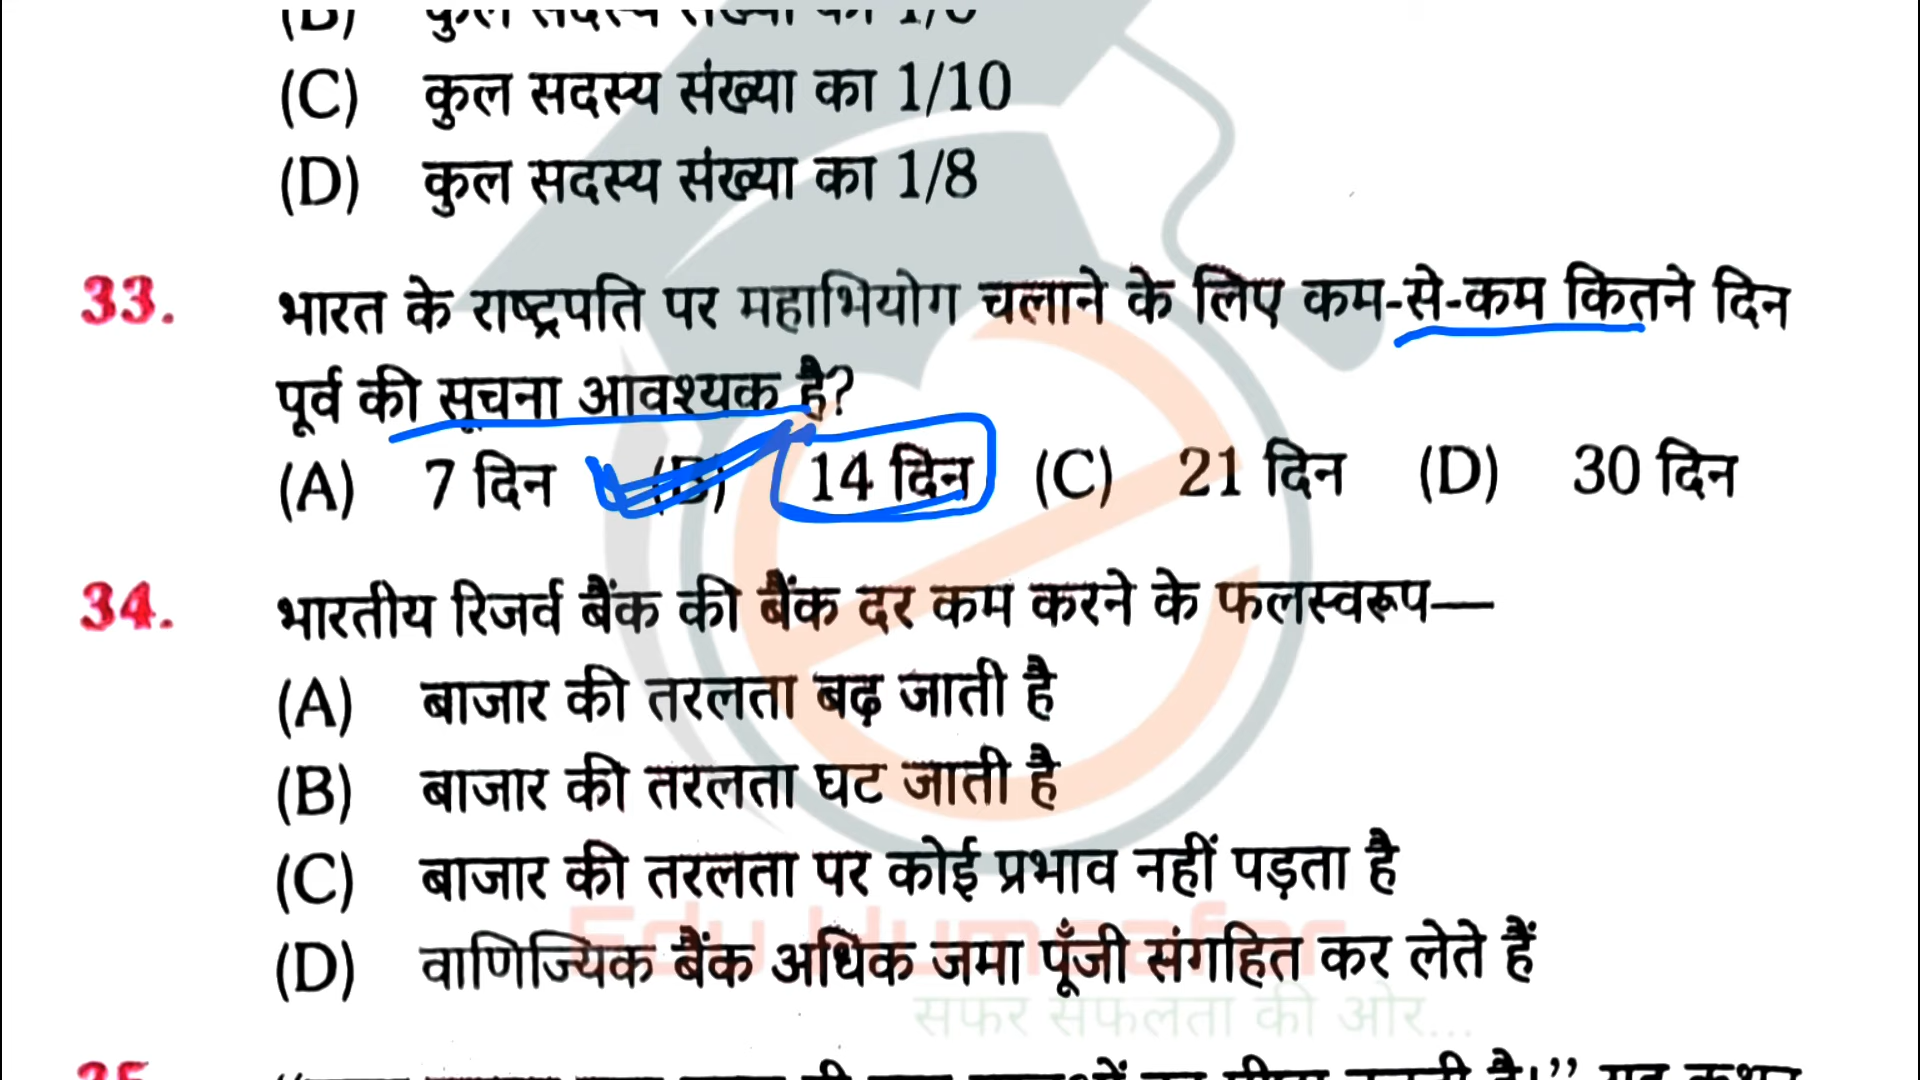 (C) कुल सदस्य संख्या का 1/10
(D) कुल सदस्य संख्या का 1/8
33. भारत के राष्ट्रपति पर महाभियोग चलाने के लिए कम-से-कम कितने दिन
पूर्व की सूचना आवश्यक है?
(A) 7 दिन (B) 14 दिन (C) 21 दिन (D) 30 दिन
34. भारतीय रिजर्व बैंक की बैंक दर कम करने के फलस्वरूप—
(A) बाजार की तरलता बढ़ जाती है
(B) बाजार की तरलता घट जाती है
(C) बाजार की तरलता पर कोई प्रभाव नहीं पड़ता है
Edu Humsafar
(D) वाणिज्यिक बैंक अधिक जमा पूँजी संगहित कर लेते हैं
सफर सफलता की ओर...